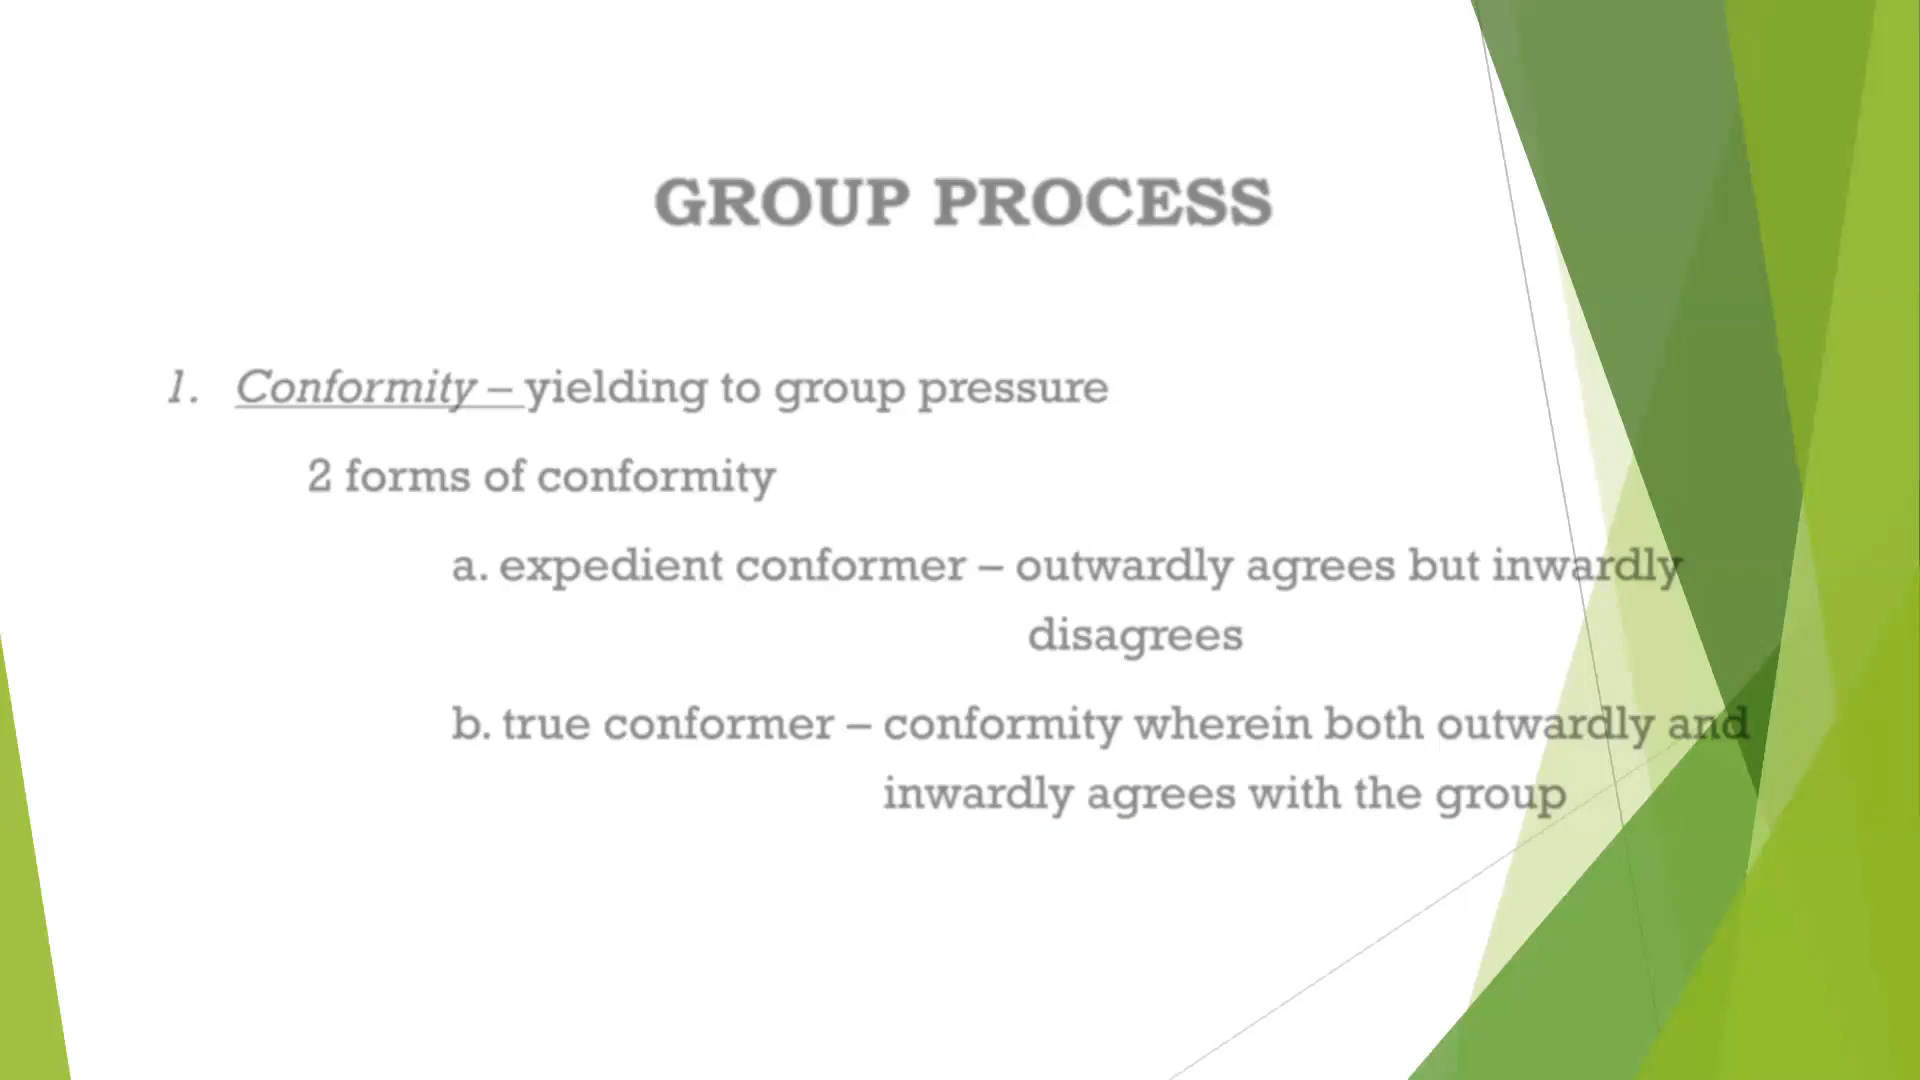 GROUP PROCESS
1. Conformity – yielding to group pressure
2 forms of conformity
a. expedient conformer – outwardly agrees but inwardly
disagrees
b. true conformer – conformity wherein both outwardly and
inwardly agrees with the group